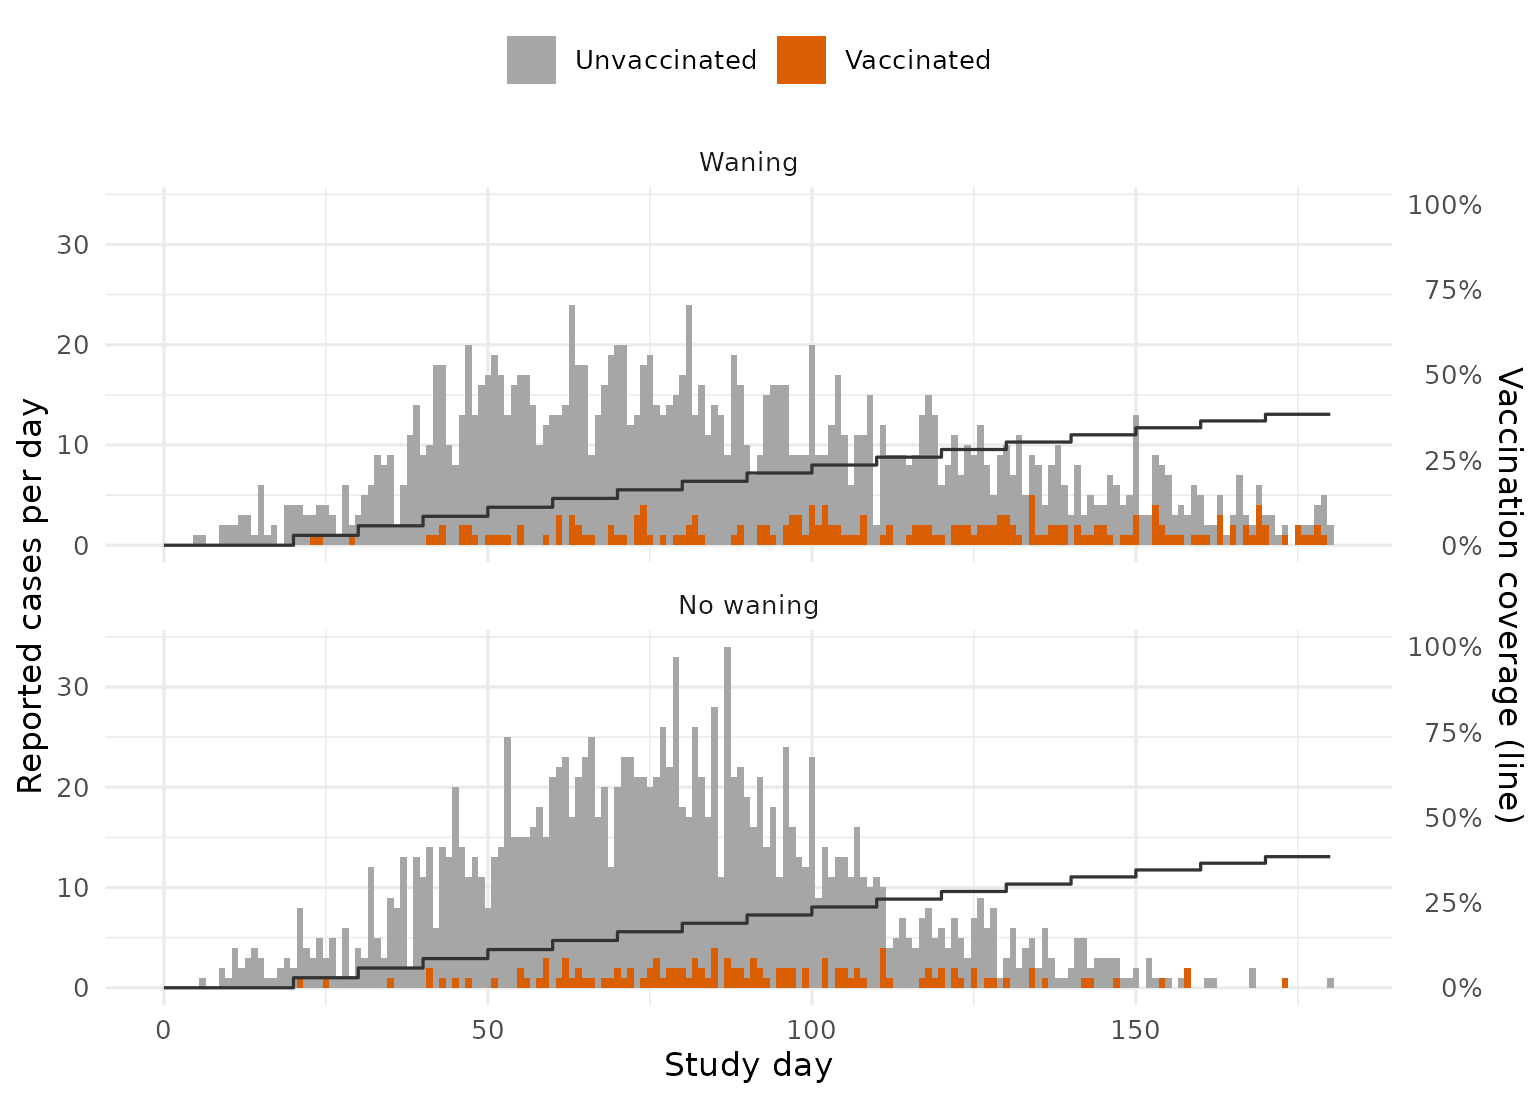 Unvaccinated Vaccinated
Waning
30
20
10
0
100%
75%
50%
25%
0%
No waning
30
20
10
0
100%
75%
50%
25%
0%
0 50 100 150
Study day
Reported cases per day
Vaccination coverage (line)